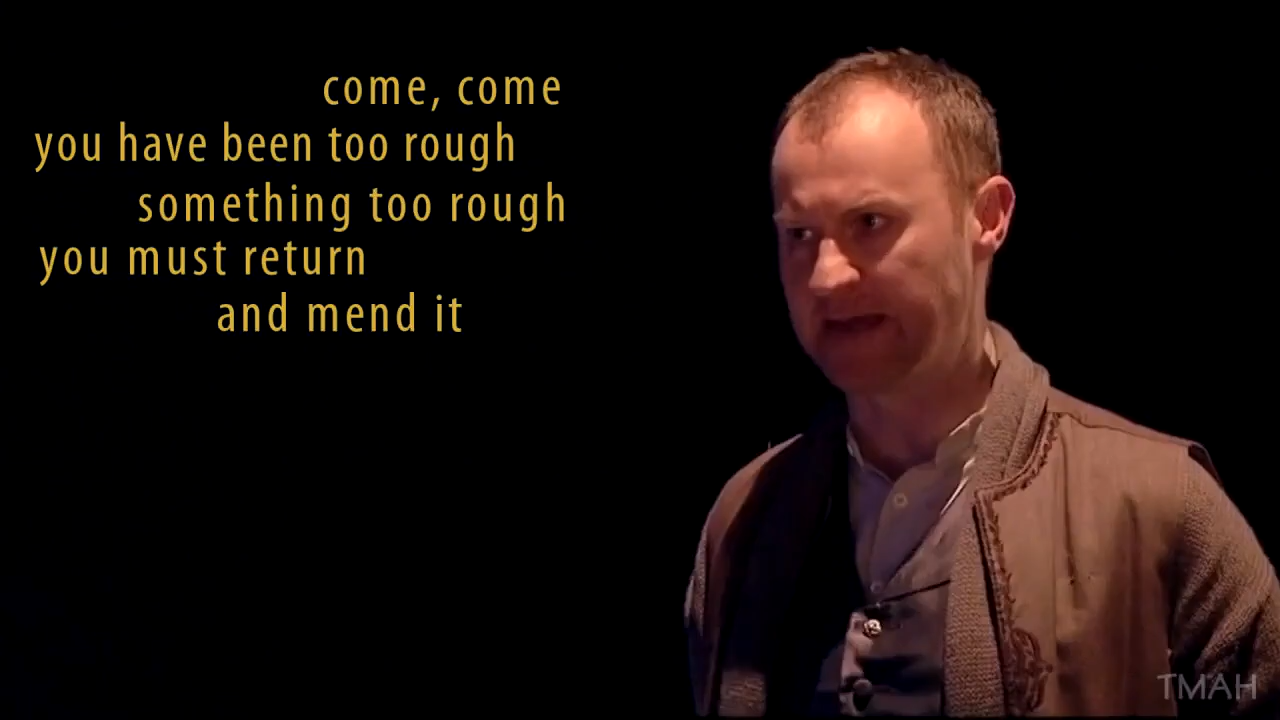 come, come
you have been too rough
something too rough
you must return
and mend it
TMAH